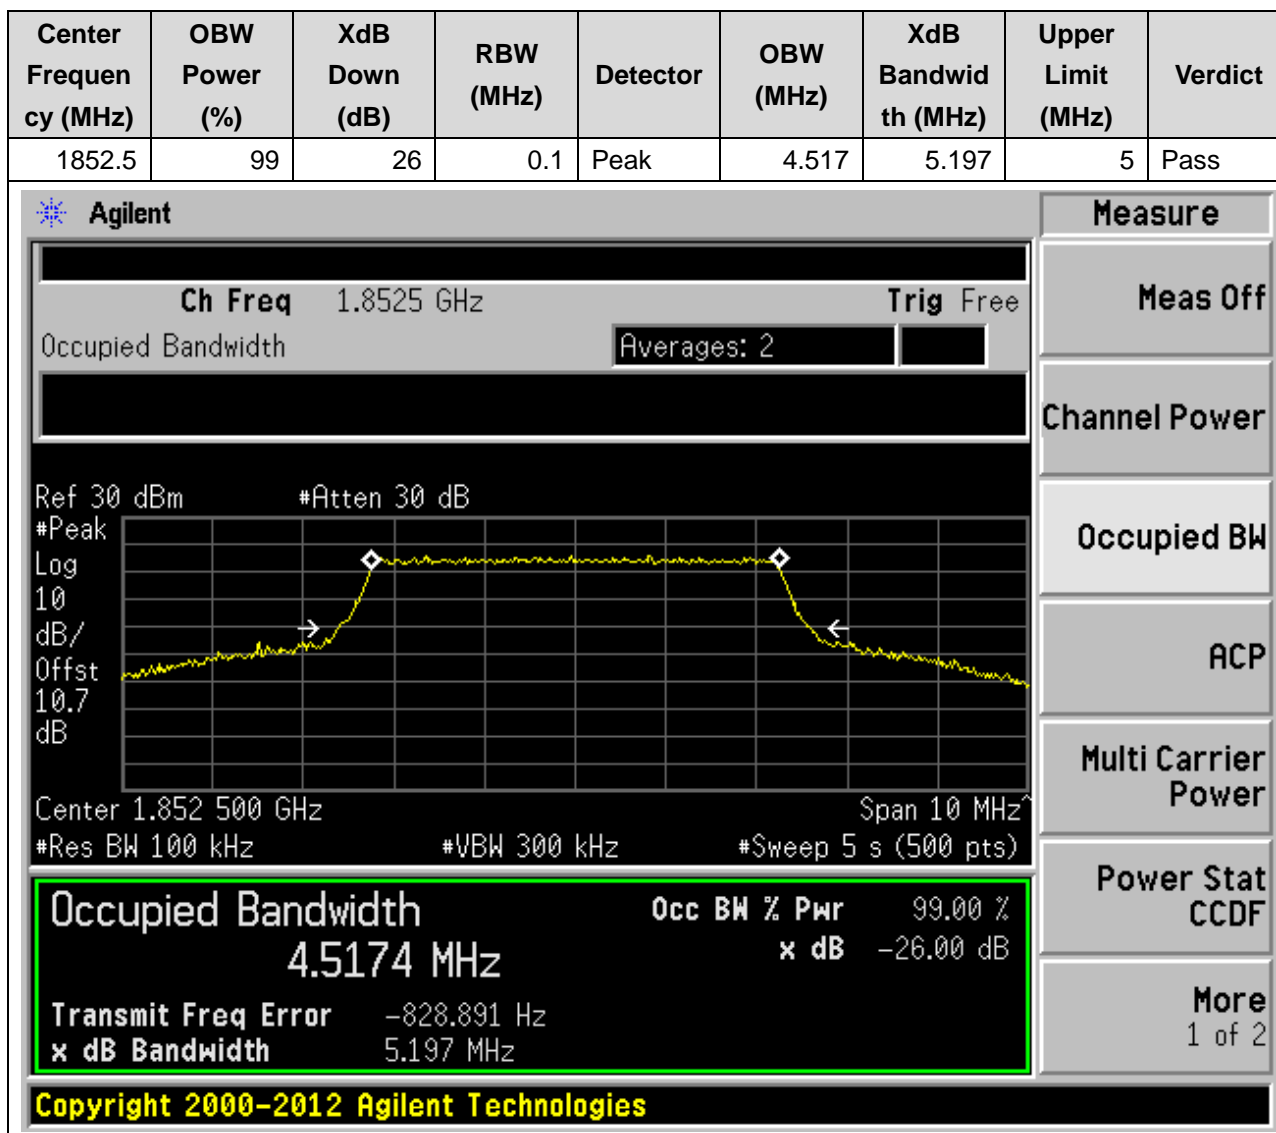 Center Frequen cy (MHz) OBW Power (%) XdB Down (dB) RBW (MHz) Detector OBW (MHz) XdB Bandwid th (MHz) Upper Limit (MHz) Verdict
1852.5 99 26 0.1 Peak 4.517 5.197 5 Pass
Agilent
Measure
Ch Freq 1.8525 GHz Trig Free
Meas Off
Occupied Bandwidth Averages: 2
Channel Power
Ref 30 dBm #Atten 30 dB
#Peak
Log
10
dB/
Offst
10.7
dB
Occupied BW
ACP
Multi Carrier
Power
Center 1.852 500 GHz Span 10 MHz^
#Res BW 100 kHz #VBW 300 kHz #Sweep 5 s (500 pts)
Power Stat
CCDF
Occupied Bandwidth Occ BW % Pwr 99.00 %
4.5174 MHz x dB -26.00 dB
More
1 of 2
Transmit Freq Error -828.891 Hz
x dB Bandwidth 5.197 MHz
Copyright 2000-2012 Agilent Technologies